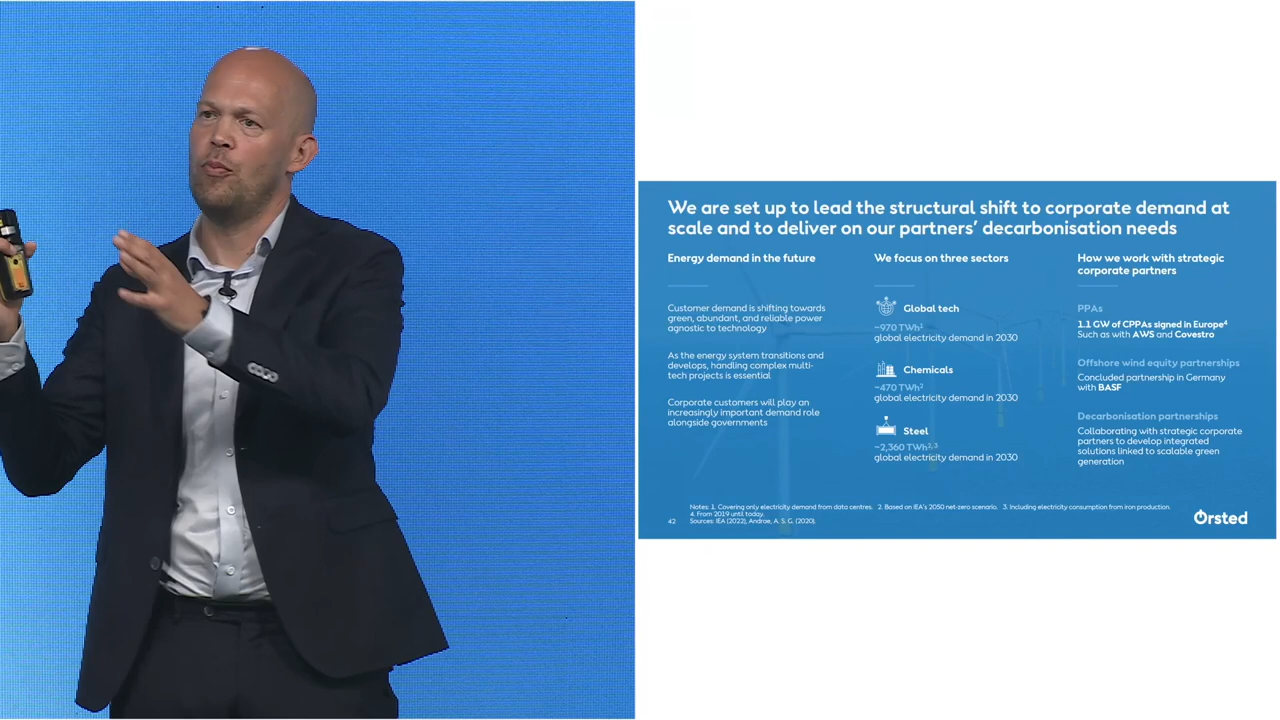 We are set up to lead the structural shift to corporate demand at
scale and to deliver on our partners’ decarbonisation needs
Energy demand in the future
Customer demand is shifting towards
green, abundant, and reliable power
agnostic to technology
As the energy system transitions and
develops, handling complex multi-
tech projects is essential
Corporate customers will play an
increasingly important demand role
alongside governments
We focus on three sectors
Global tech
~970 TWh¹
global electricity demand in 2030
Chemicals
~470 TWh²
global electricity demand in 2030
Steel
~2,360 TWh²,³
global electricity demand in 2030
How we work with strategic
corporate partners
PPAs
1.1 GW of CPPAs signed in Europe⁴
Such as with AWS and Covestro
Offshore wind equity partnerships
Concluded partnership in Germany
with BASF
Decarbonisation partnerships
Collaborating with strategic corporate
partners to develop integrated
solutions linked to scalable green
generation
Notes: 1. Covering only electricity demand from data centres. 2. Based on IEA's 2050 net-zero scenario. 3. Including electricity consumption from iron production.
4. From 2019 until today.
42 Sources: IEA (2022), Androe, A. S. G. (2020).
Ørsted